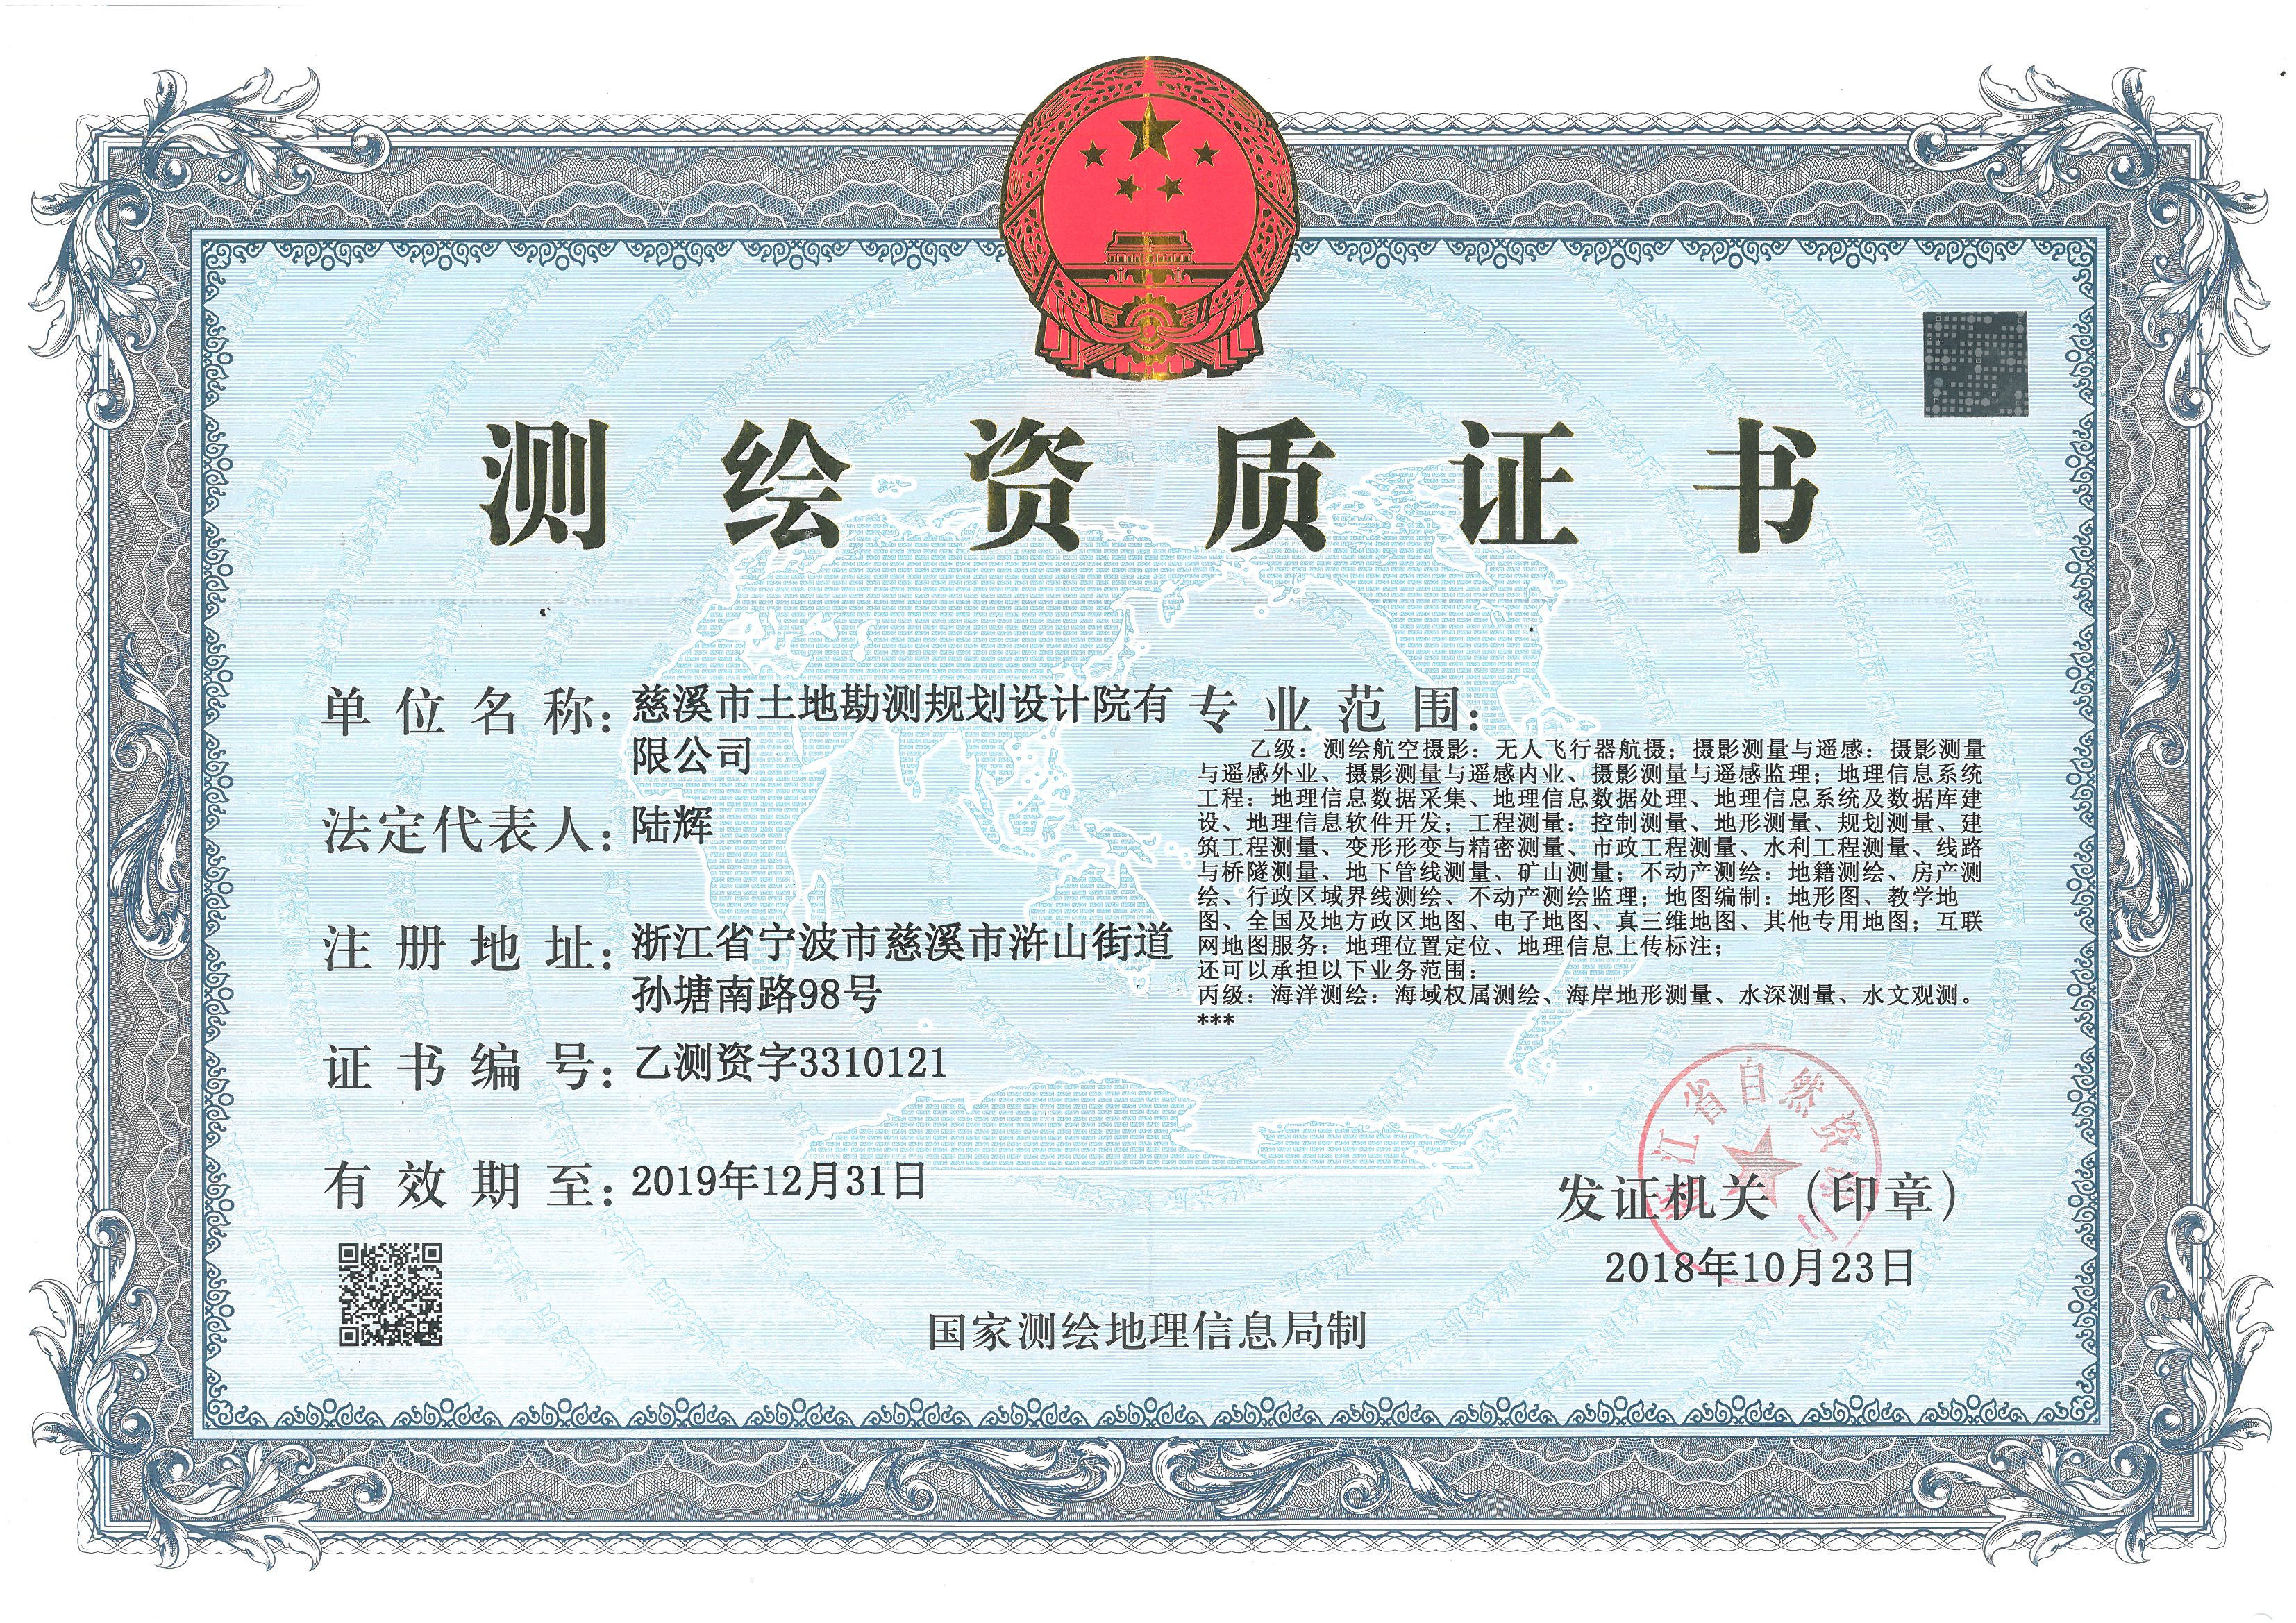 测绘资质证书
单位名称：慈溪市土地勘测规划设计院有
限公司
法定代表人：陆辉
注册地址：浙江省宁波市慈溪市浒山街道
孙塘南路98号
证书编号：乙测资字3310121
有效期至：2019年12月31日
专业范围：
乙级：测绘航空摄影：无人飞行器航摄；摄影测量与遥感：摄影测量
与遥感外业、摄影测量与遥感内业、摄影测量与遥感监理；地理信息系统
工程：地理信息数据采集、地理信息数据处理、地理信息系统及数据库建
设、地理信息软件开发；工程测量：控制测量、地形测量、规划测量、建
筑工程测量、变形形变与精密测量、市政工程测量、水利工程测量、线路
与桥隧测量、地下管线测量、矿山测量；不动产测绘：地籍测绘、房产测
绘、行政区域界线测绘、不动产测绘监理；地图编制：地形图、教学地
图、全国及地方政区地图、电子地图、真三维地图、其他专用地图；互联
网地图服务：地理位置定位、地理信息上传标注；
还可以承担以下业务范围：
丙级：海洋测绘：海域权属测绘、海岸地形测量、水深测量、水文观测。
***
江省自然资源厅
发证机关（印章）
2018年10月23日
国家测绘地理信息局制